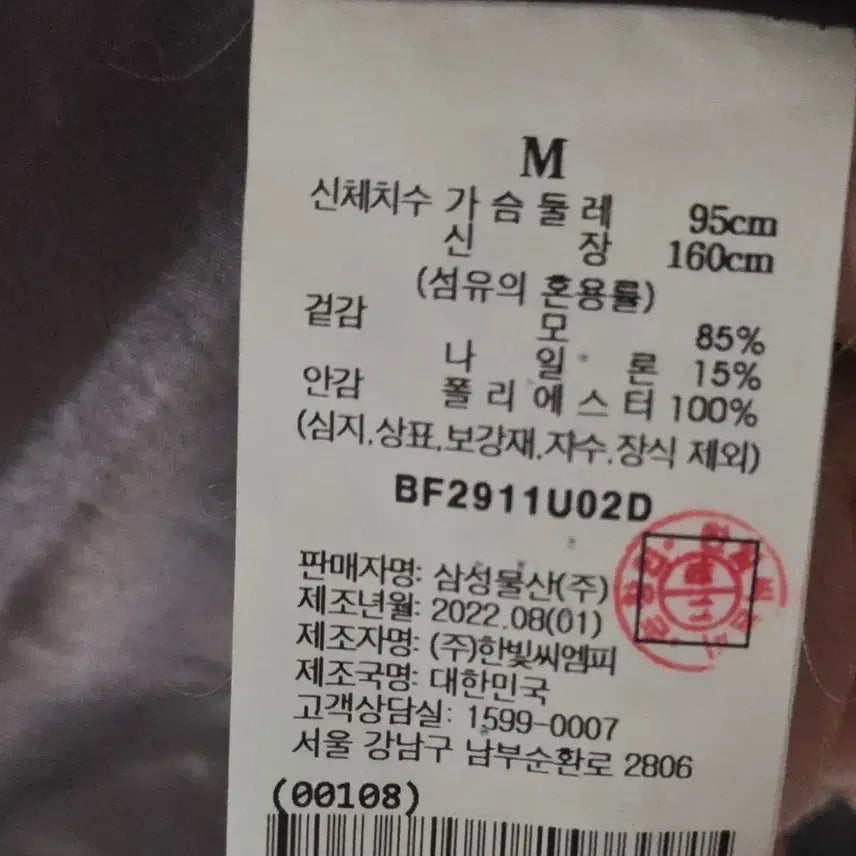 M
신체치수 가슴둘레 95cm
신장 160cm
(섬유의 혼용률)
겉감 모 85%
나일론 15%
안감 폴리에스터 100%
(심지.상표.보강재.자수.장식 제외)
BF2911U02D
판매자명: 삼성물산(주)
제조년월: 2022.08(01)
제조자명: (주)한빛씨엠피
제조국명: 대한민국
고객상담실: 1599-0007
서울 강남구 남부순환로 2806
(00108)